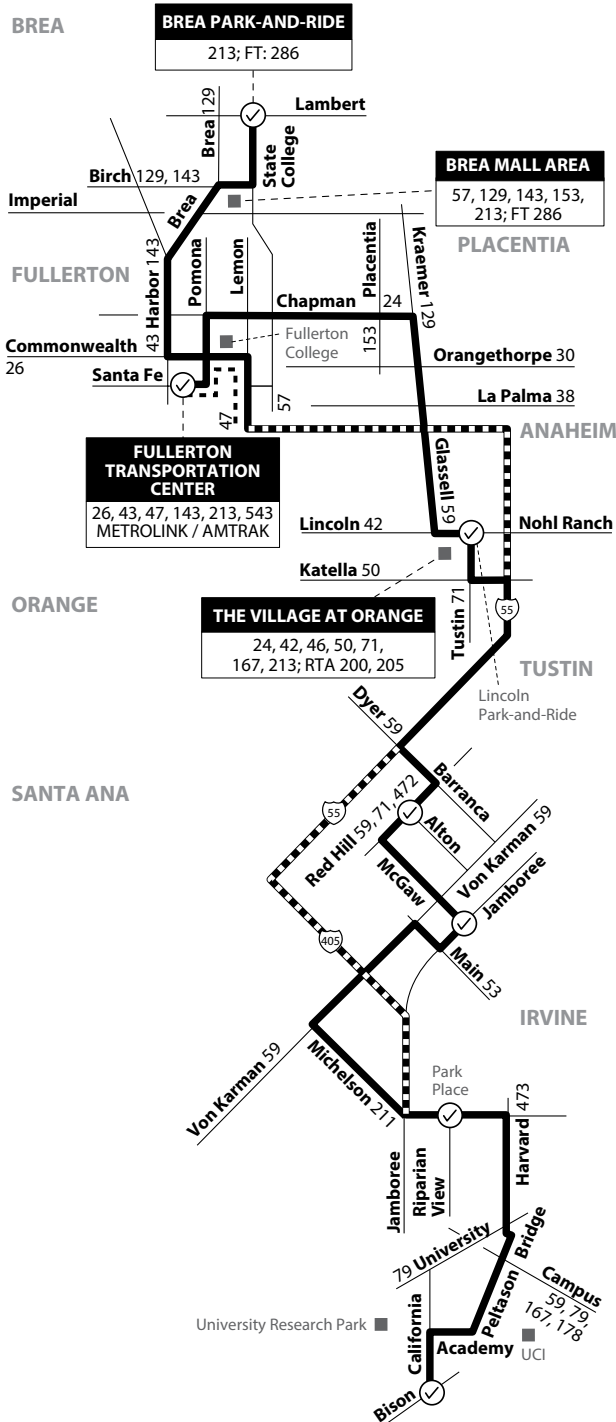 BREA
BREA PARK-AND-RIDE
213; FT: 286
Lambert
Brea 129
State
College
Birch 129, 143
BREA MALL AREA
57, 129, 143, 153,
213; FT 286
Imperial
Brea
PLACENTIA
FULLERTON
Harbor 143
43
Pomona
Lemon
Placentia
153
Kraemer 129
Chapman
24
Commonwealth
26
Fullerton
College
Orangethorpe 30
Santa Fe
La Palma 38
47
57
ANAHEIM
FULLERTON
TRANSPORTATION
CENTER
26, 43, 47, 143, 213, 543
METROLINK / AMTRAK
Glassell 59
Lincoln 42
Nohl Ranch
Katella 50
ORANGE
THE VILLAGE AT ORANGE
24, 42, 46, 50, 71,
167, 213; RTA 200, 205
Tustin 71
55
TUSTIN
Lincoln
Park-and-Ride
Dyer 59
SANTA ANA
Barranca
55
Red Hill 59, 71, 472
Alton
Von Karman 59
McGaw
Jamboree
405
Main 53
IRVINE
Von Karman 59
Michelson 211
Park
Place
Harvard 473
Jamboree
Riparian
View
79 University
Bridge
Campus
59, 79,
167, 178
Peltason
California
University Research Park
Academy
UCI
Bison